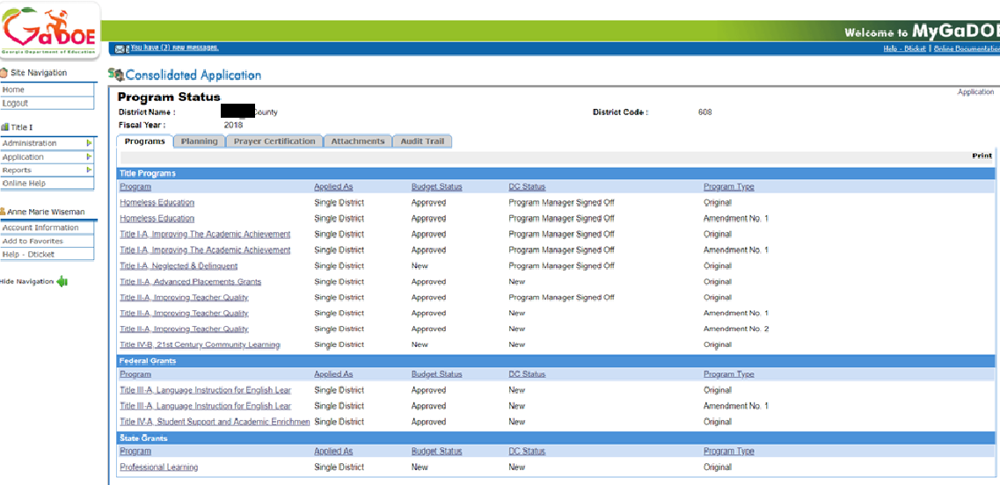 GaDOE
Georgia Department of Education
Welcome to MyGaDOE
You have (2) new messages.
Help - Dticket | Online Documentation
Site Navigation
Home
Logout
Title I
Administration
Application
Reports
Online Help
Anne Marie Wiseman
Account Information
Add to Favorites
Help - Dticket
Hide Navigation
Consolidated Application
Application
Program Status
District Name : County District Code : 608
Fiscal Year : 2018
Programs Planning Prayer Certification Attachments Audit Trail
Print
Title Programs
Program Applied As Budget Status DC Status Program Type
Homeless Education Single District Approved Program Manager Signed Off Original
Homeless Education Single District Approved Program Manager Signed Off Amendment No. 1
Title I-A, Improving The Academic Achievement Single District Approved Program Manager Signed Off Original
Title I-A, Improving The Academic Achievement Single District Approved Program Manager Signed Off Amendment No. 1
Title I-A, Neglected & Delinquent Single District New Program Manager Signed Off Original
Title II-A, Advanced Placements Grants Single District Approved New Original
Title II-A, Improving Teacher Quality Single District Approved Program Manager Signed Off Original
Title II-A, Improving Teacher Quality Single District Approved New Amendment No. 1
Title II-A, Improving Teacher Quality Single District Approved New Amendment No. 2
Title IV-B, 21st Century Community Learning Single District New New Original
Federal Grants
Program Applied As Budget Status DC Status Program Type
Title III-A, Language Instruction for English Lear Single District Approved New Original
Title III-A, Language Instruction for English Lear Single District Approved New Amendment No. 1
Title IV-A, Student Support and Academic Enrichmen Single District Approved New Original
State Grants
Program Applied As Budget Status DC Status Program Type
Professional Learning Single District New New Original